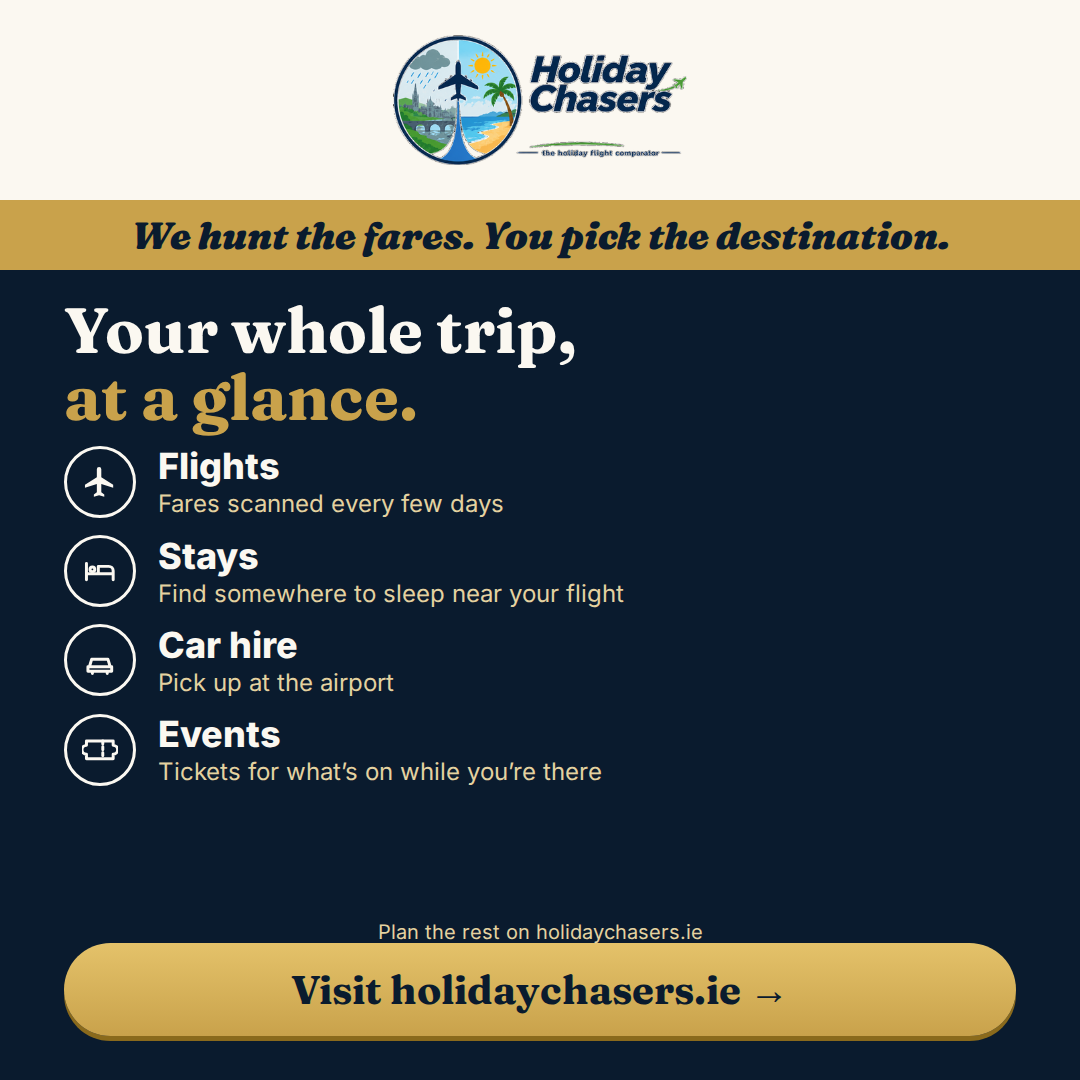 Holiday
Chasers
the holiday flight comparator
We hunt the fares. You pick the destination.
Your whole trip,
at a glance.
Flights
Fares scanned every few days
Stays
Find somewhere to sleep near your flight
Car hire
Pick up at the airport
Events
Tickets for what’s on while you’re there
Plan the rest on holidaychasers.ie
Visit holidaychasers.ie →